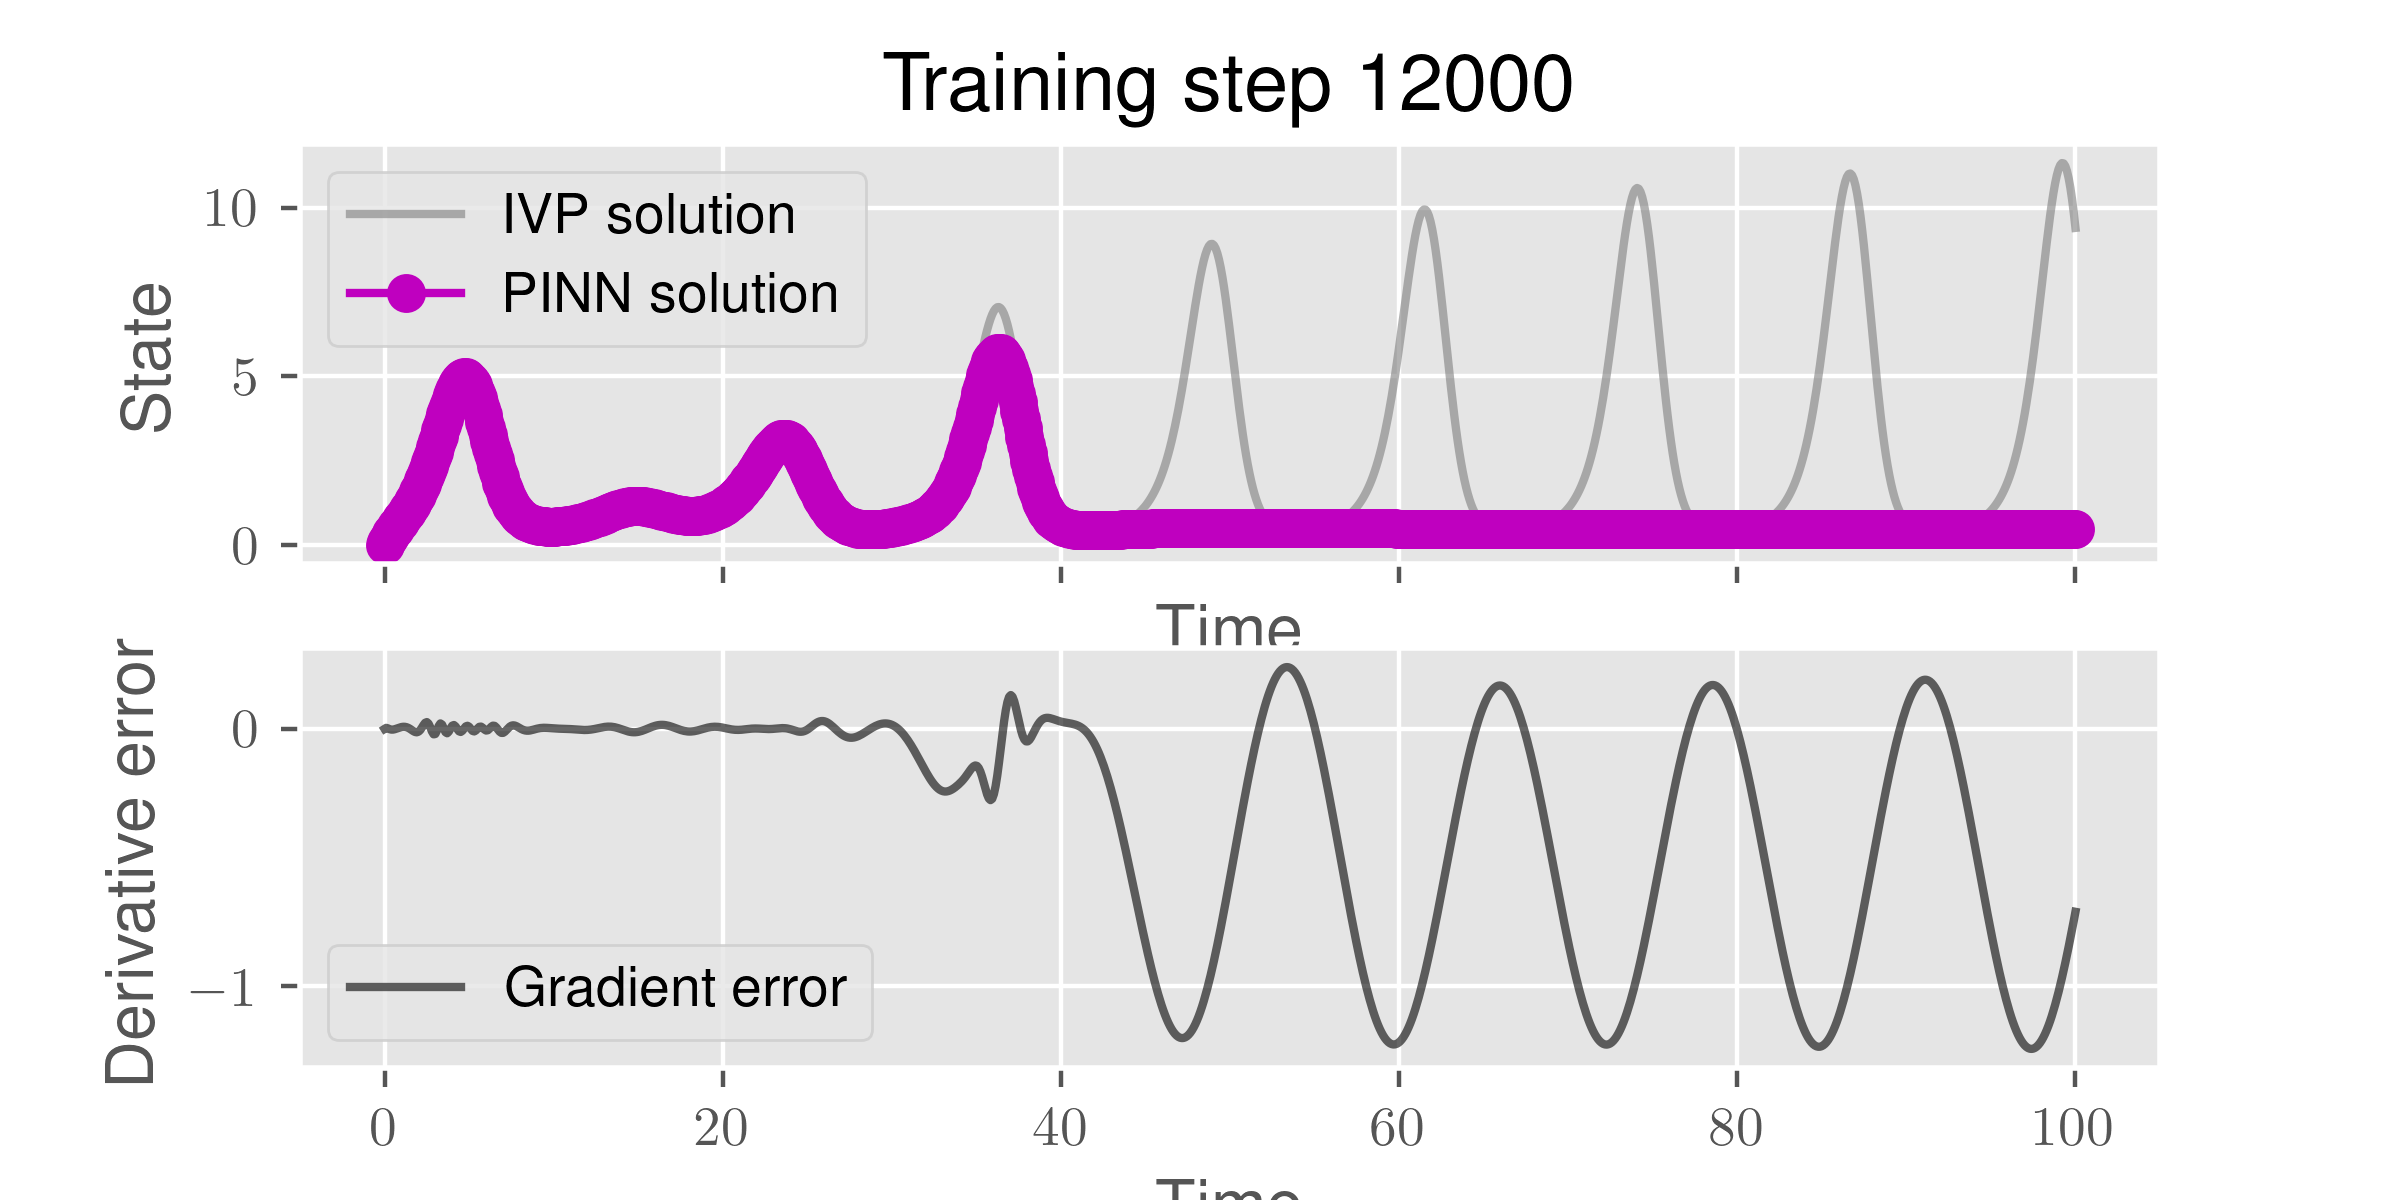 Training step 12000
IVP solution
PINN solution
State
10
5
0
Time
Gradient error
Derivative error
0
−1
0 20 40 60 80 100
Time